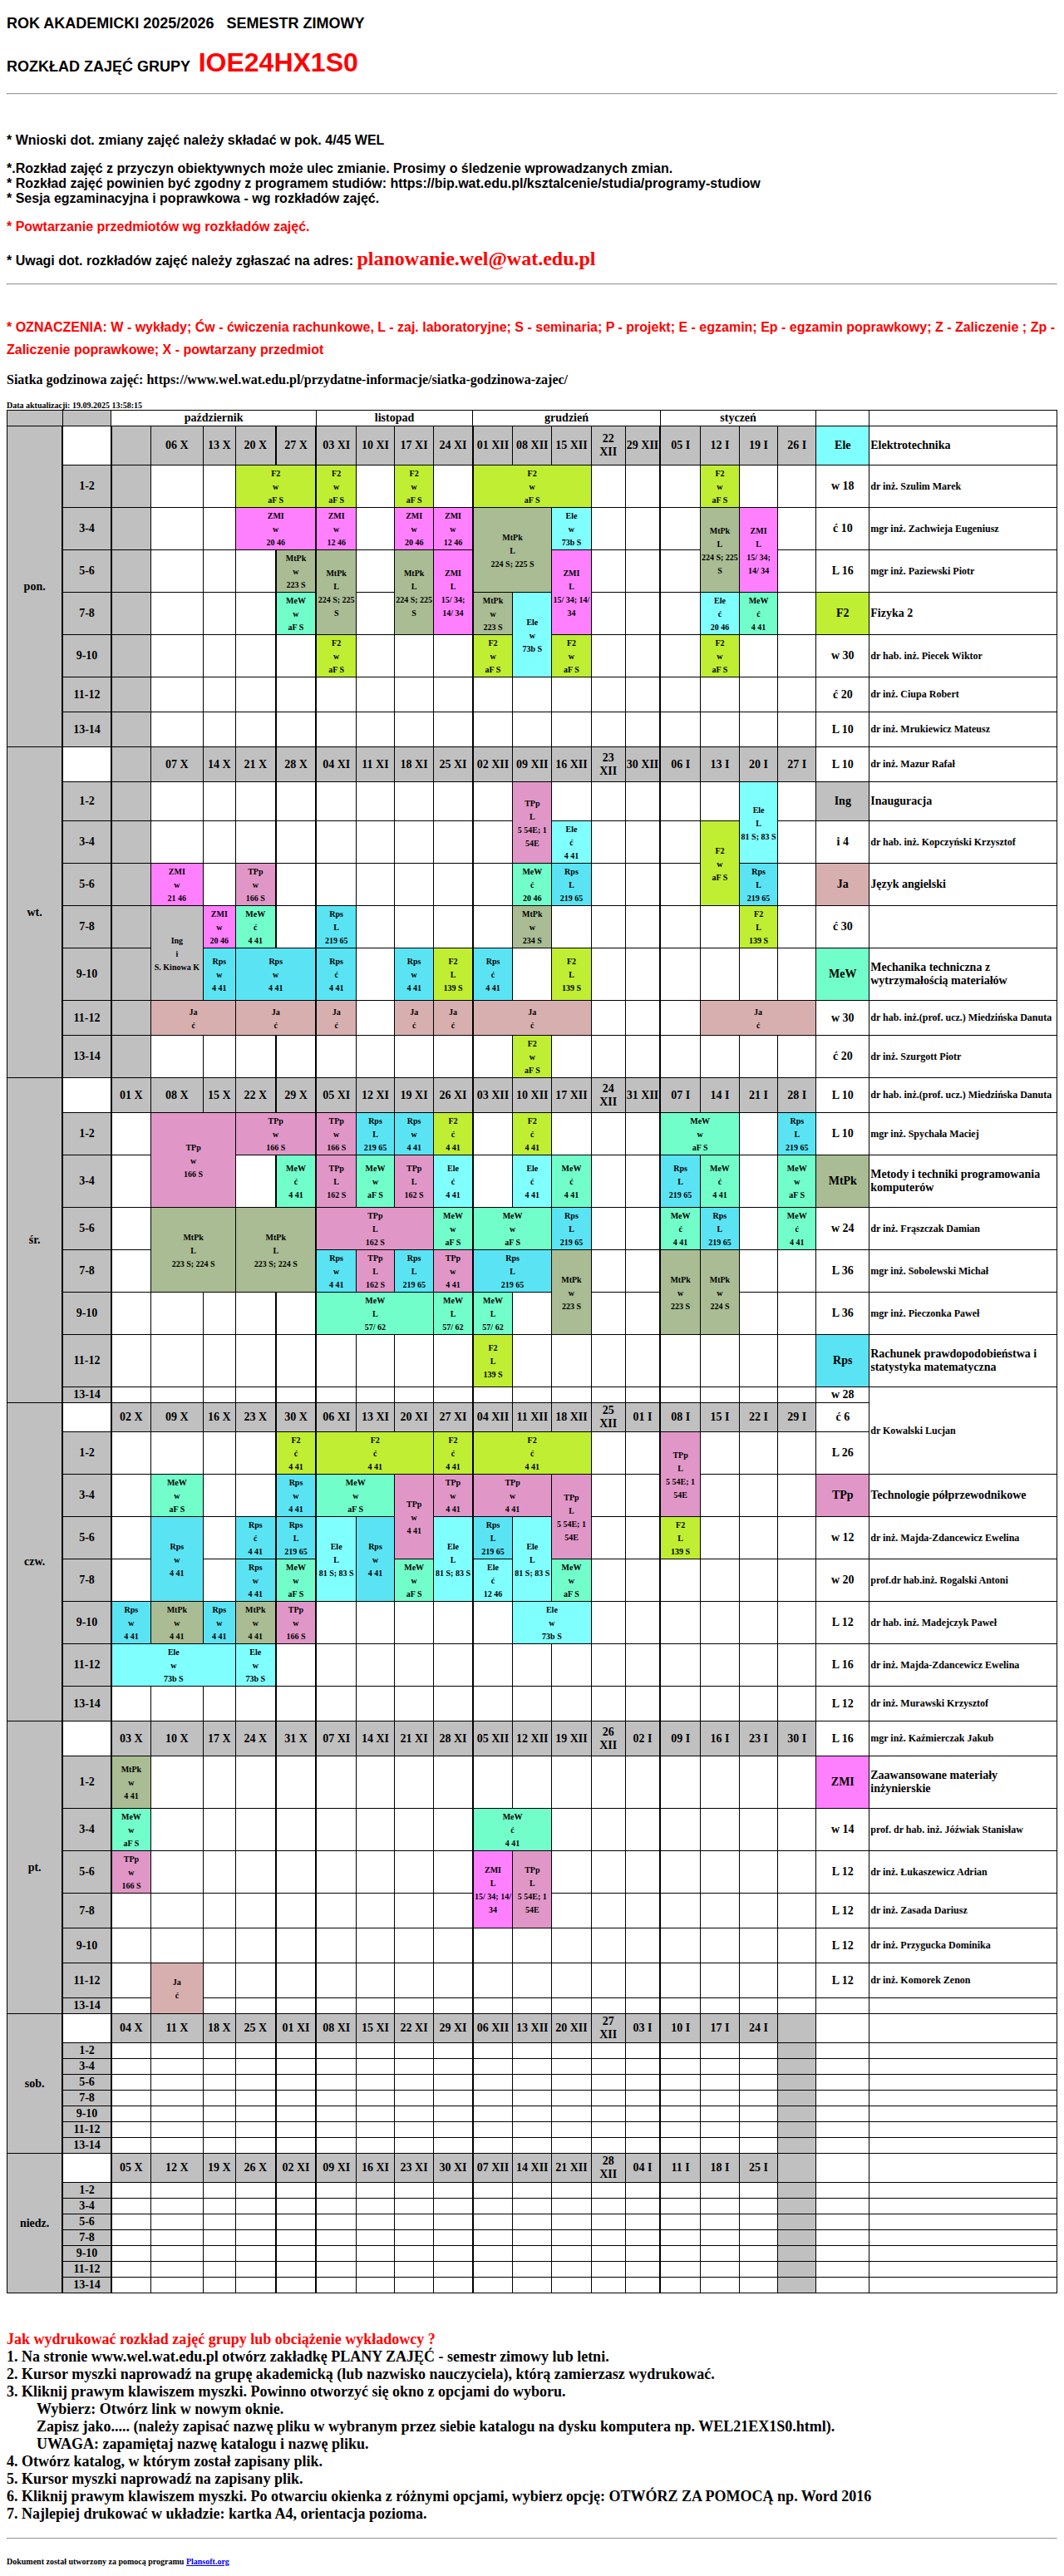 ROK AKADEMICKI 2025/2026 SEMESTR ZIMOWY
ROZKŁAD ZAJĘĆ GRUPY IOE24HX1S0
* Wnioski dot. zmiany zajęć należy składać w pok. 4/45 WEL
*.Rozkład zajęć z przyczyn obiektywnych może ulec zmianie. Prosimy o śledzenie wprowadzanych zmian.
* Rozkład zajęć powinien być zgodny z programem studiów: https://bip.wat.edu.pl/ksztalcenie/studia/programy-studiow
* Sesja egzaminacyjna i poprawkowa - wg rozkładów zajęć.
* Powtarzanie przedmiotów wg rozkładów zajęć.
* Uwagi dot. rozkładów zajęć należy zgłaszać na adres: planowanie.wel@wat.edu.pl
* OZNACZENIA: W - wykłady; Ćw - ćwiczenia rachunkowe, L - zaj. laboratoryjne; S - seminaria; P - projekt; E - egzamin; Ep - egzamin poprawkowy; Z - Zaliczenie ; Zp -
Zaliczenie poprawkowe; X - powtarzany przedmiot
Siatka godzinowa zajęć: https://www.wel.wat.edu.pl/przydatne-informacje/siatka-godzinowa-zajec/
Data aktualizacji: 19.09.2025 13:58:15
październik listopad grudzień styczeń
pon. 06 X 13 X 20 X 27 X 03 XI 10 XI 17 XI 24 XI 01 XII 08 XII 15 XII 22 XII 29 XII 05 I 12 I 19 I 26 I Ele Elektrotechnika
1-2 F2 w aF S F2 w aF S F2 w aF S F2 w aF S F2 w aF S w 18 dr inż. Szulim Marek
3-4 ZMI w 20 46 ZMI w 12 46 ZMI w 20 46 ZMI w 12 46 MtPk L 224 S; 225 S Ele w 73b S MtPk L 224 S; 225 S ZMI L 15/ 34; 14/ 34 ć 10 mgr inż. Zachwieja Eugeniusz
5-6 MtPk w 223 S MtPk L 224 S; 225 S MtPk L 224 S; 225 S ZMI L 15/ 34; 14/ 34 ZMI L 15/ 34; 14/ 34 L 16 mgr inż. Paziewski Piotr
7-8 MeW w aF S MtPk w 223 S Ele w 73b S Ele ć 20 46 MeW ć 4 41 F2 Fizyka 2
9-10 F2 w aF S F2 w aF S F2 w aF S F2 w aF S w 30 dr hab. inż. Piecek Wiktor
11-12 ć 20 dr inż. Ciupa Robert
13-14 L 10 dr inż. Mrukiewicz Mateusz
wt. 07 X 14 X 21 X 28 X 04 XI 11 XI 18 XI 25 XI 02 XII 09 XII 16 XII 23 XII 30 XII 06 I 13 I 20 I 27 I L 10 dr inż. Mazur Rafał
1-2 TPp L 5 54E; 1 54E Ele L 81 S; 83 S Ing Inauguracja
3-4 Ele ć 4 41 F2 w aF S i 4 dr hab. inż. Kopczyński Krzysztof
5-6 ZMI w 21 46 TPp w 166 S MeW ć 20 46 Rps L 219 65 Rps L 219 65 Ja Język angielski
7-8 Ing i S. Kinowa K ZMI w 20 46 MeW ć 4 41 Rps L 219 65 MtPk w 234 S F2 L 139 S ć 30
9-10 Rps w 4 41 Rps w 4 41 Rps ć 4 41 Rps w 4 41 F2 L 139 S Rps ć 4 41 F2 L 139 S MeW Mechanika techniczna z wytrzymałością materiałów
11-12 Ja ć Ja ć Ja ć Ja ć Ja ć Ja ć Ja ć w 30 dr hab. inż.(prof. ucz.) Miedzińska Danuta
13-14 F2 w aF S ć 20 dr inż. Szurgott Piotr
śr. 01 X 08 X 15 X 22 X 29 X 05 XI 12 XI 19 XI 26 XI 03 XII 10 XII 17 XII 24 XII 31 XII 07 I 14 I 21 I 28 I L 10 dr hab. inż.(prof. ucz.) Miedzińska Danuta
1-2 TPp w 166 S TPp w 166 S TPp w 166 S Rps L 219 65 Rps w 4 41 F2 ć 4 41 F2 ć 4 41 MeW w aF S Rps L 219 65 L 10 mgr inż. Spychała Maciej
3-4 MeW ć 4 41 TPp L 162 S MeW w aF S TPp L 162 S Ele ć 4 41 Ele ć 4 41 MeW ć 4 41 Rps L 219 65 MeW ć 4 41 MeW w aF S MtPk Metody i techniki programowania komputerów
5-6 MtPk L 223 S; 224 S MtPk L 223 S; 224 S TPp L 162 S MeW w aF S MeW w aF S Rps L 219 65 MeW ć 4 41 Rps L 219 65 MeW ć 4 41 w 24 dr inż. Frąszczak Damian
7-8 Rps w 4 41 TPp L 162 S Rps L 219 65 TPp w 4 41 Rps L 219 65 MtPk w 223 S MtPk w 223 S MtPk w 224 S L 36 mgr inż. Sobolewski Michał
9-10 MeW L 57/ 62 MeW L 57/ 62 MeW L 57/ 62 L 36 mgr inż. Pieczonka Paweł
11-12 F2 L 139 S Rps Rachunek prawdopodobieństwa i statystyka matematyczna
13-14 w 28 dr Kowalski Lucjan
czw. 02 X 09 X 16 X 23 X 30 X 06 XI 13 XI 20 XI 27 XI 04 XII 11 XII 18 XII 25 XII 01 I 08 I 15 I 22 I 29 I ć 6
1-2 F2 ć 4 41 F2 ć 4 41 F2 ć 4 41 F2 ć 4 41 TPp L 5 54E; 1 54E L 26
3-4 MeW w aF S Rps w 4 41 MeW w aF S TPp w 4 41 TPp w 4 41 TPp w 4 41 TPp L 5 54E; 1 54E TPp Technologie półprzewodnikowe
5-6 Rps w 4 41 Rps ć 4 41 Rps L 219 65 Ele L 81 S; 83 S Rps w 4 41 Ele L 81 S; 83 S Rps L 219 65 Ele L 81 S; 83 S F2 L 139 S w 12 dr inż. Majda-Zdancewicz Ewelina
7-8 Rps w 4 41 MeW w aF S MeW w aF S Ele ć 12 46 MeW w aF S w 20 prof.dr hab.inż. Rogalski Antoni
9-10 Rps w 4 41 MtPk w 4 41 Rps w 4 41 MtPk w 4 41 TPp w 166 S Ele w 73b S L 12 dr hab. inż. Madejczyk Paweł
11-12 Ele w 73b S Ele w 73b S L 16 dr inż. Majda-Zdancewicz Ewelina
13-14 L 12 dr inż. Murawski Krzysztof
pt. 03 X 10 X 17 X 24 X 31 X 07 XI 14 XI 21 XI 28 XI 05 XII 12 XII 19 XII 26 XII 02 I 09 I 16 I 23 I 30 I L 16 mgr inż. Kaźmierczak Jakub
1-2 MtPk w 4 41 ZMI Zaawansowane materiały inżynierskie
3-4 MeW w aF S MeW ć 4 41 w 14 prof. dr hab. inż. Jóźwiak Stanisław
5-6 TPp w 166 S ZMI L 15/ 34; 14/ 34 TPp L 5 54E; 1 54E L 12 dr inż. Łukaszewicz Adrian
7-8 L 12 dr inż. Zasada Dariusz
9-10 L 12 dr inż. Przygucka Dominika
11-12 Ja ć L 12 dr inż. Komorek Zenon
13-14
sob. 04 X 11 X 18 X 25 X 01 XI 08 XI 15 XI 22 XI 29 XI 06 XII 13 XII 20 XII 27 XII 03 I 10 I 17 I 24 I
1-2
3-4
5-6
7-8
9-10
11-12
13-14
niedz. 05 X 12 X 19 X 26 X 02 XI 09 XI 16 XI 23 XI 30 XI 07 XII 14 XII 21 XII 28 XII 04 I 11 I 18 I 25 I
1-2
3-4
5-6
7-8
9-10
11-12
13-14
Jak wydrukować rozkład zajęć grupy lub obciążenie wykładowcy ?
1. Na stronie www.wel.wat.edu.pl otwórz zakładkę PLANY ZAJĘĆ - semestr zimowy lub letni.
2. Kursor myszki naprowadź na grupę akademicką (lub nazwisko nauczyciela), którą zamierzasz wydrukować.
3. Kliknij prawym klawiszem myszki. Powinno otworzyć się okno z opcjami do wyboru.
Wybierz: Otwórz link w nowym oknie.
Zapisz jako..... (należy zapisać nazwę pliku w wybranym przez siebie katalogu na dysku komputera np. WEL21EX1S0.html).
UWAGA: zapamiętaj nazwę katalogu i nazwę pliku.
4. Otwórz katalog, w którym został zapisany plik.
5. Kursor myszki naprowadź na zapisany plik.
6. Kliknij prawym klawiszem myszki. Po otwarciu okienka z różnymi opcjami, wybierz opcję: OTWÓRZ ZA POMOCĄ np. Word 2016
7. Najlepiej drukować w układzie: kartka A4, orientacja pozioma.
Dokument został utworzony za pomocą programu Plansoft.org